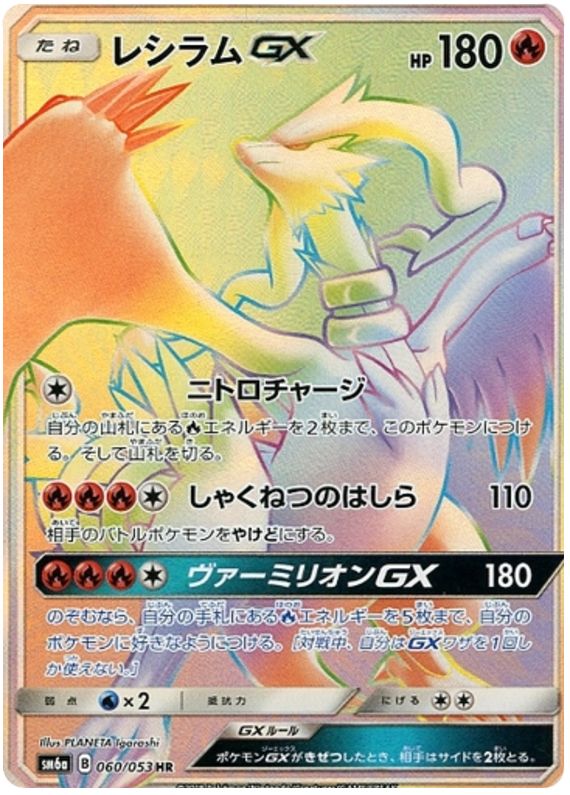 たね レシラムGX HP 180
ニトロチャージ
自分の山札にあるエネルギーを2枚まで、このポケモンにつけ
る。そして山札を切る。
しゃくねつのはしら 110
相手のバトルポケモンをやけどにする。
ヴァーミリオンGX 180
のぞむなら、自分の手札にあるエネルギーを5枚まで、自分の
ポケモンに好きなようにつける。[対戦中、自分はGXワザを1回し
か使えない。]
弱点 ×2 抵抗力 にげる
Illus. PLANETA Igarashi
GXルール
ポケモンGXがきぜつしたとき、相手はサイドを2枚とる。
sm6a B 060/053 HR